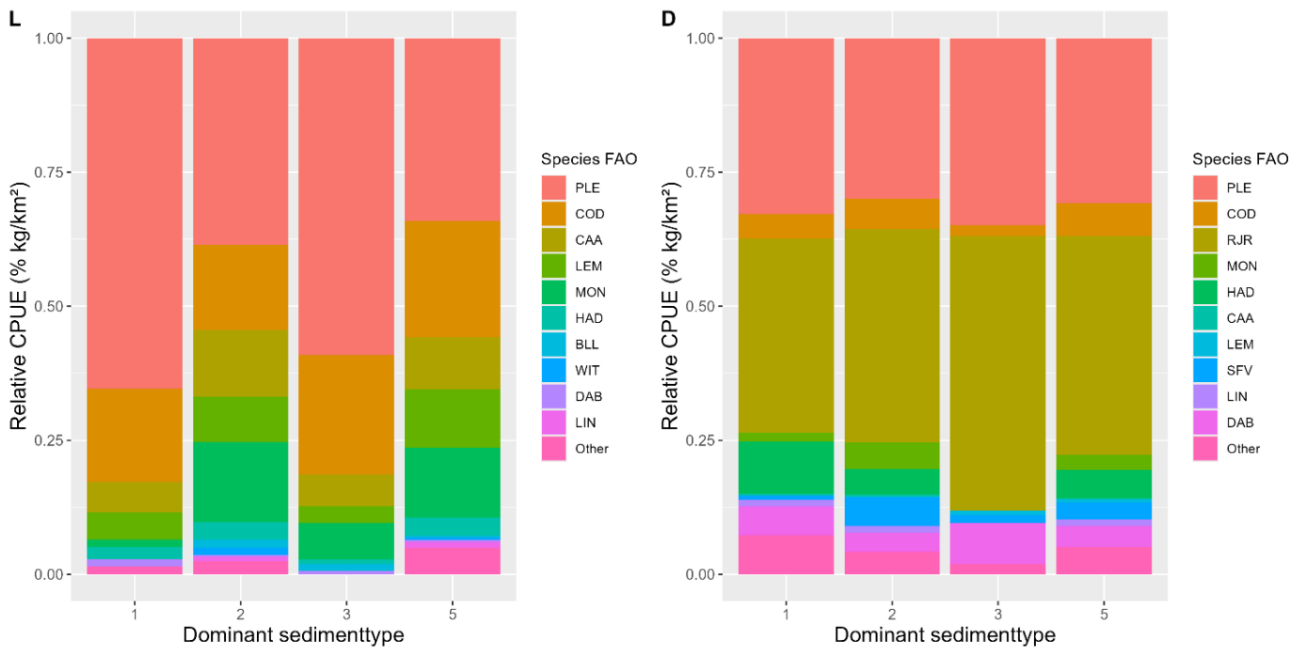 L
Relative CPUE (% kg/km²)
1.00
0.75
0.50
0.25
0.00
1 2 3 5
Dominant sedimenttype
Species FAO
PLE
COD
CAA
LEM
MON
HAD
BLL
WIT
DAB
LIN
Other
D
Relative CPUE (% kg/km²)
1.00
0.75
0.50
0.25
0.00
1 2 3 5
Dominant sedimenttype
Species FAO
PLE
COD
RJR
MON
HAD
CAA
LEM
SFV
LIN
DAB
Other